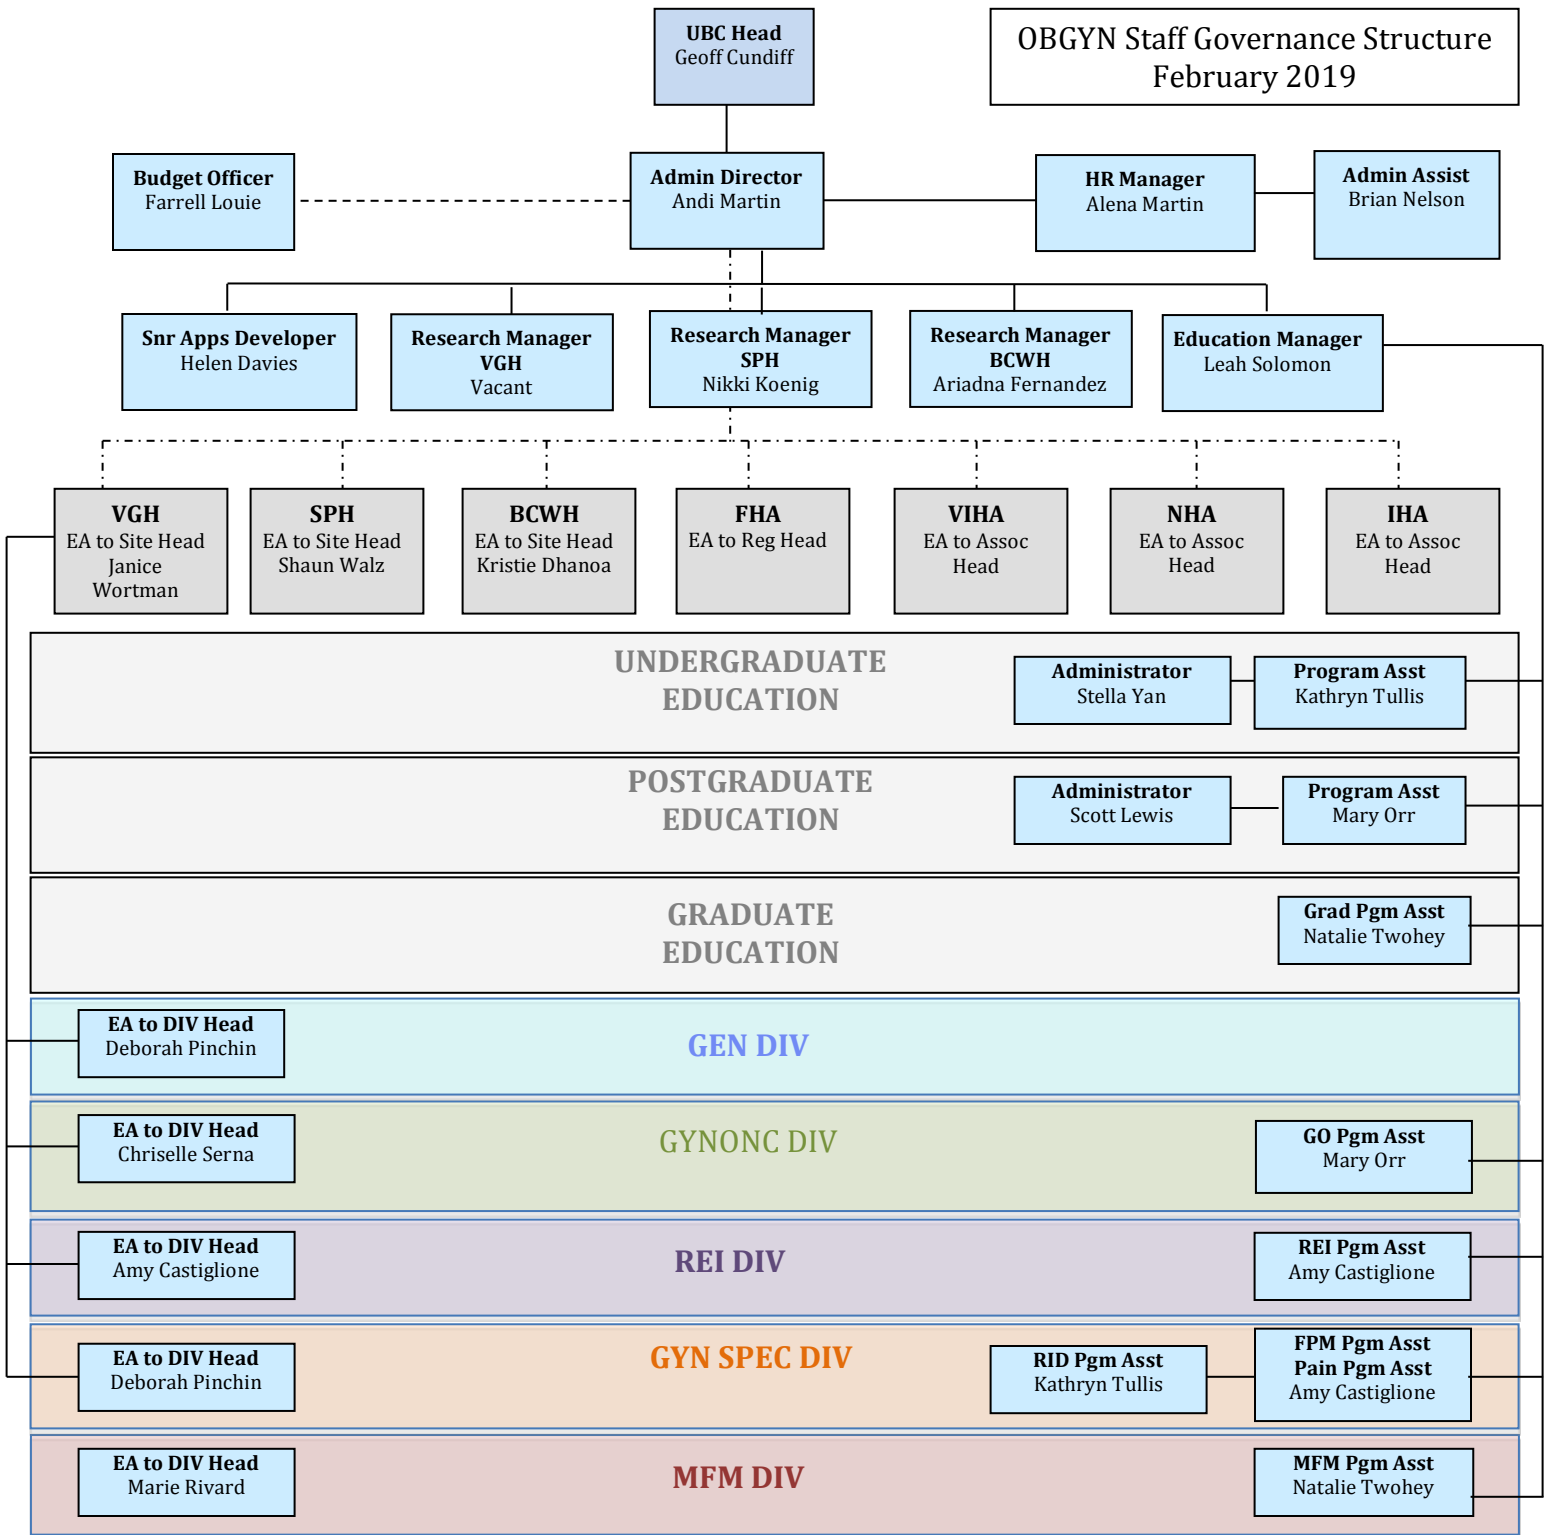 UBC Head
Geoff Cundiff
OBGYN Staff Governance Structure
February 2019
Budget Officer
Farrell Louie
Admin Director
Andi Martin
HR Manager
Alena Martin
Admin Assist
Brian Nelson
Snr Apps Developer
Helen Davies
Research Manager
VGH
Vacant
Research Manager
SPH
Nikki Koenig
Research Manager
BCWH
Ariadna Fernandez
Education Manager
Leah Solomon
VGH
EA to Site Head
Janice
Wortman
SPH
EA to Site Head
Shaun Walz
BCWH
EA to Site Head
Kristie Dhanoa
FHA
EA to Reg Head
VIHA
EA to Assoc
Head
NHA
EA to Assoc
Head
IHA
EA to Assoc
Head
UNDERGRADUATE
EDUCATION
Administrator
Stella Yan
Program Asst
Kathryn Tullis
POSTGRADUATE
EDUCATION
Administrator
Scott Lewis
Program Asst
Mary Orr
GRADUATE
EDUCATION
Grad Pgm Asst
Natalie Twohey
EA to DIV Head
Deborah Pinchin
GEN DIV
EA to DIV Head
Chriselle Serna
GYNONC DIV
GO Pgm Asst
Mary Orr
EA to DIV Head
Amy Castiglione
REI DIV
REI Pgm Asst
Amy Castiglione
EA to DIV Head
Deborah Pinchin
GYN SPEC DIV
RID Pgm Asst
Kathryn Tullis
FPM Pgm Asst
Pain Pgm Asst
Amy Castiglione
EA to DIV Head
Marie Rivard
MFM DIV
MFM Pgm Asst
Natalie Twohey